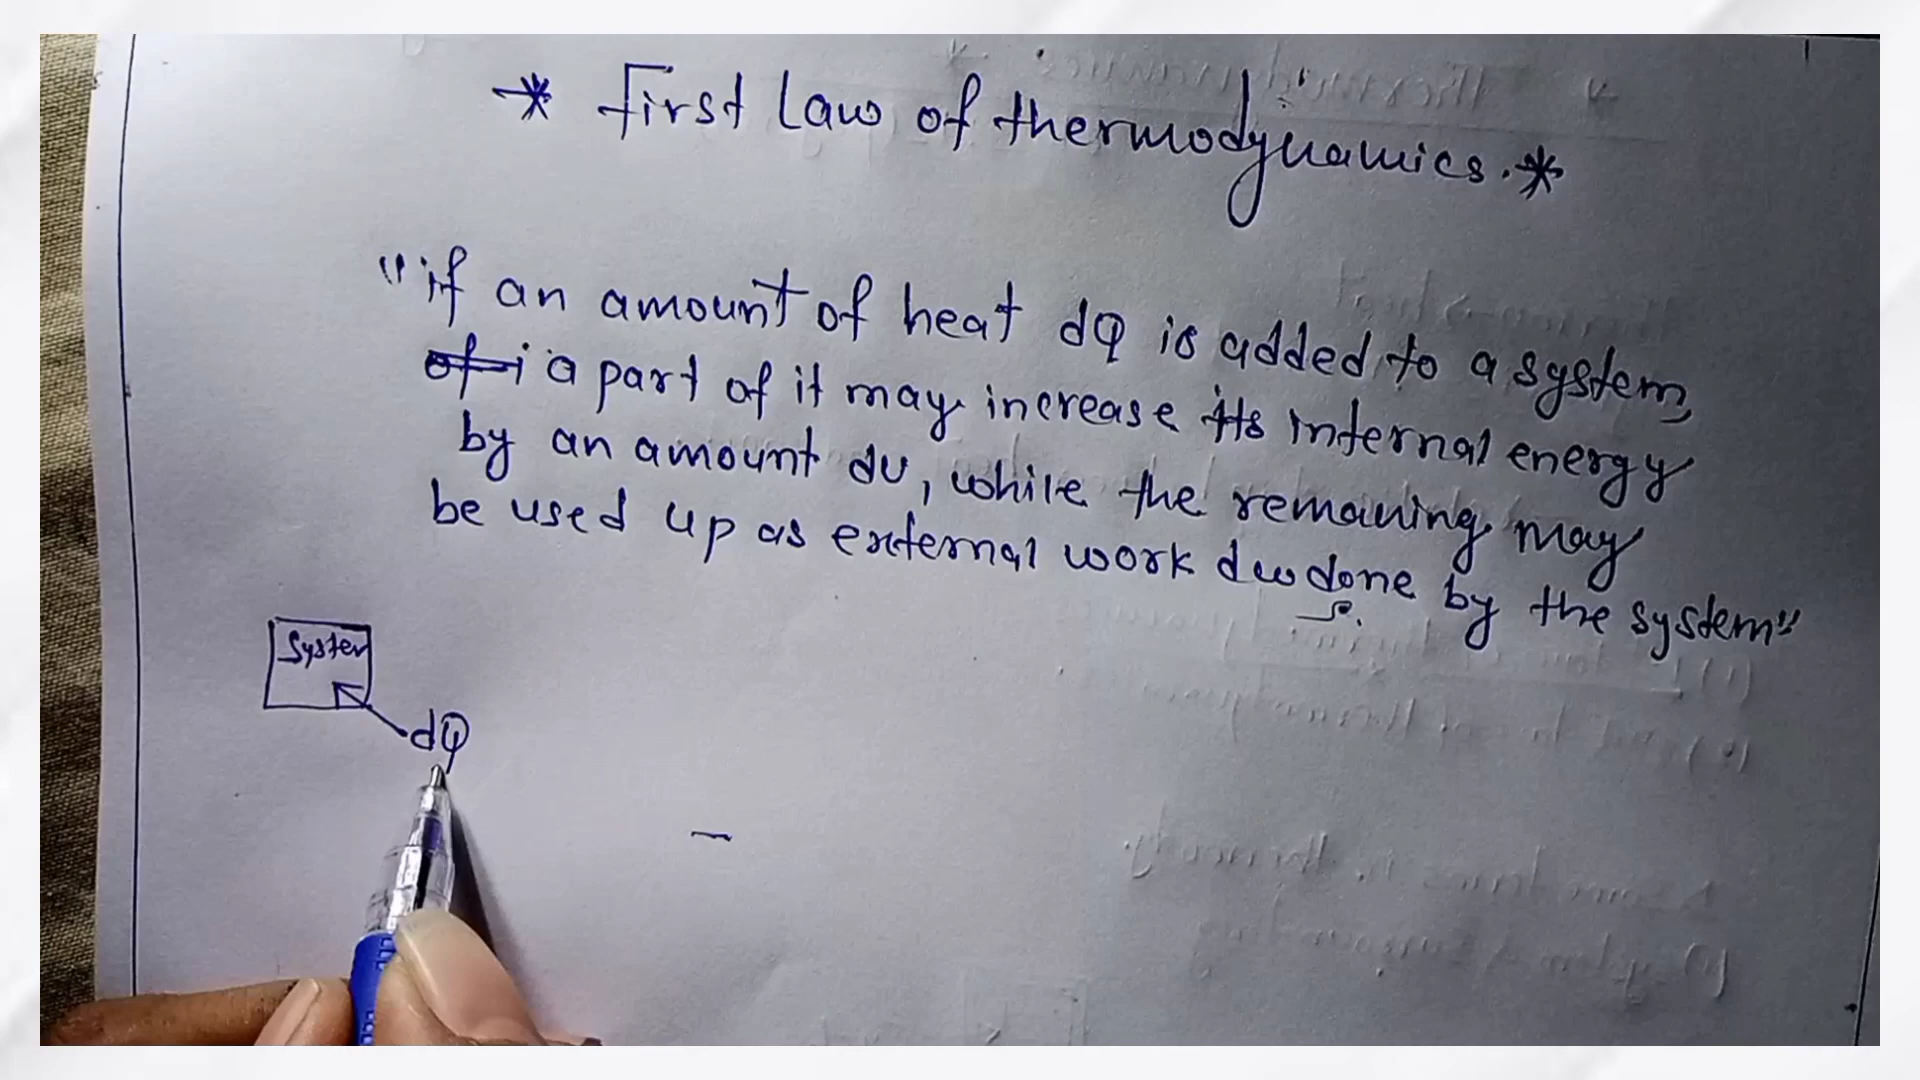 * First Law of thermodynamics. *
"if an amount of heat dQ is added to a system,
a part of it may increase its internal energy
by an amount du, while the remaining may
be used up as external work dw done by the system"
System
dQ